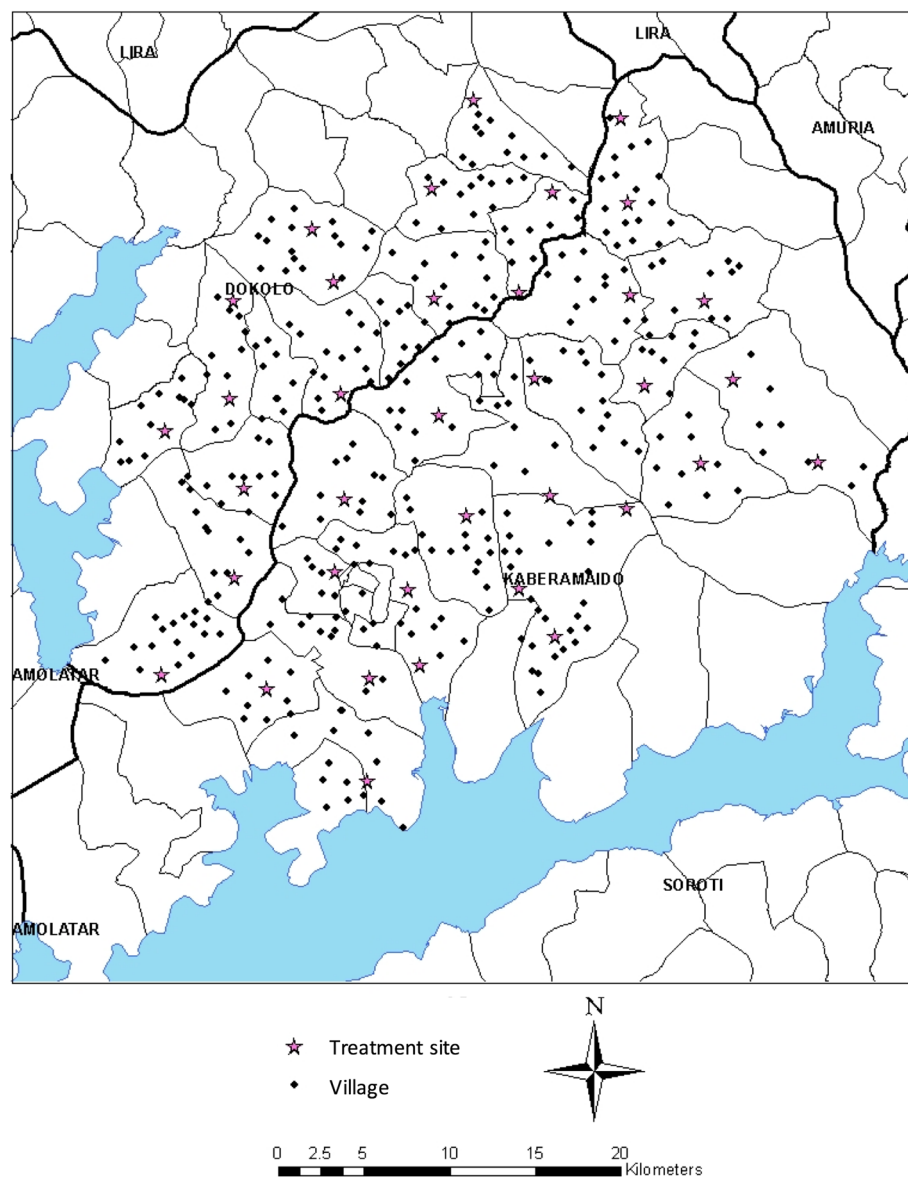 LIRA
LIRA
AMURIA
DOKOLO
KABERAMAIDO
AMOLATAR
SOROTI
AMOLATAR
N
Treatment site
Village
0 2.5 5 10 15 20
Kilometers